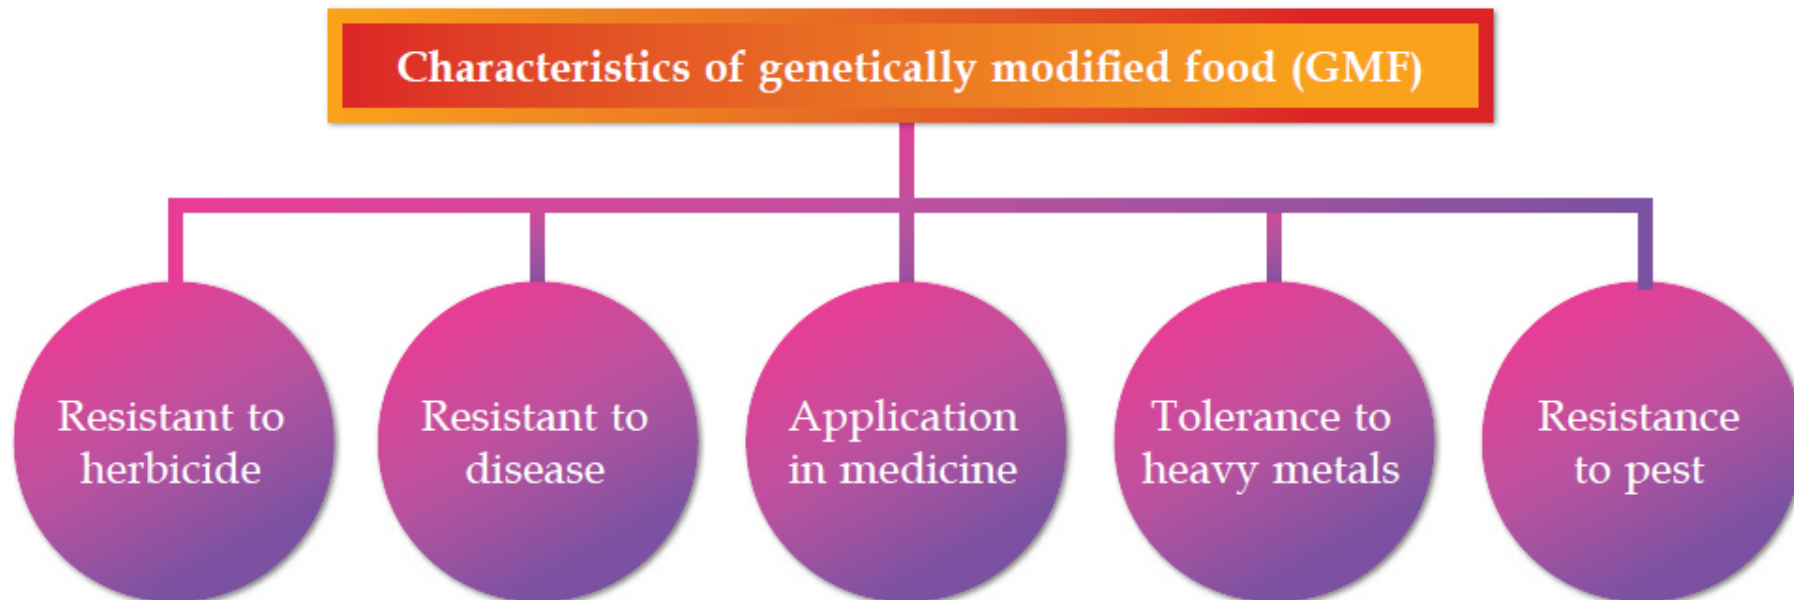 Characteristics of genetically modified food (GMF)
Resistant to
herbicide
Resistant to
disease
Application
in medicine
Tolerance to
heavy metals
Resistance
to pest